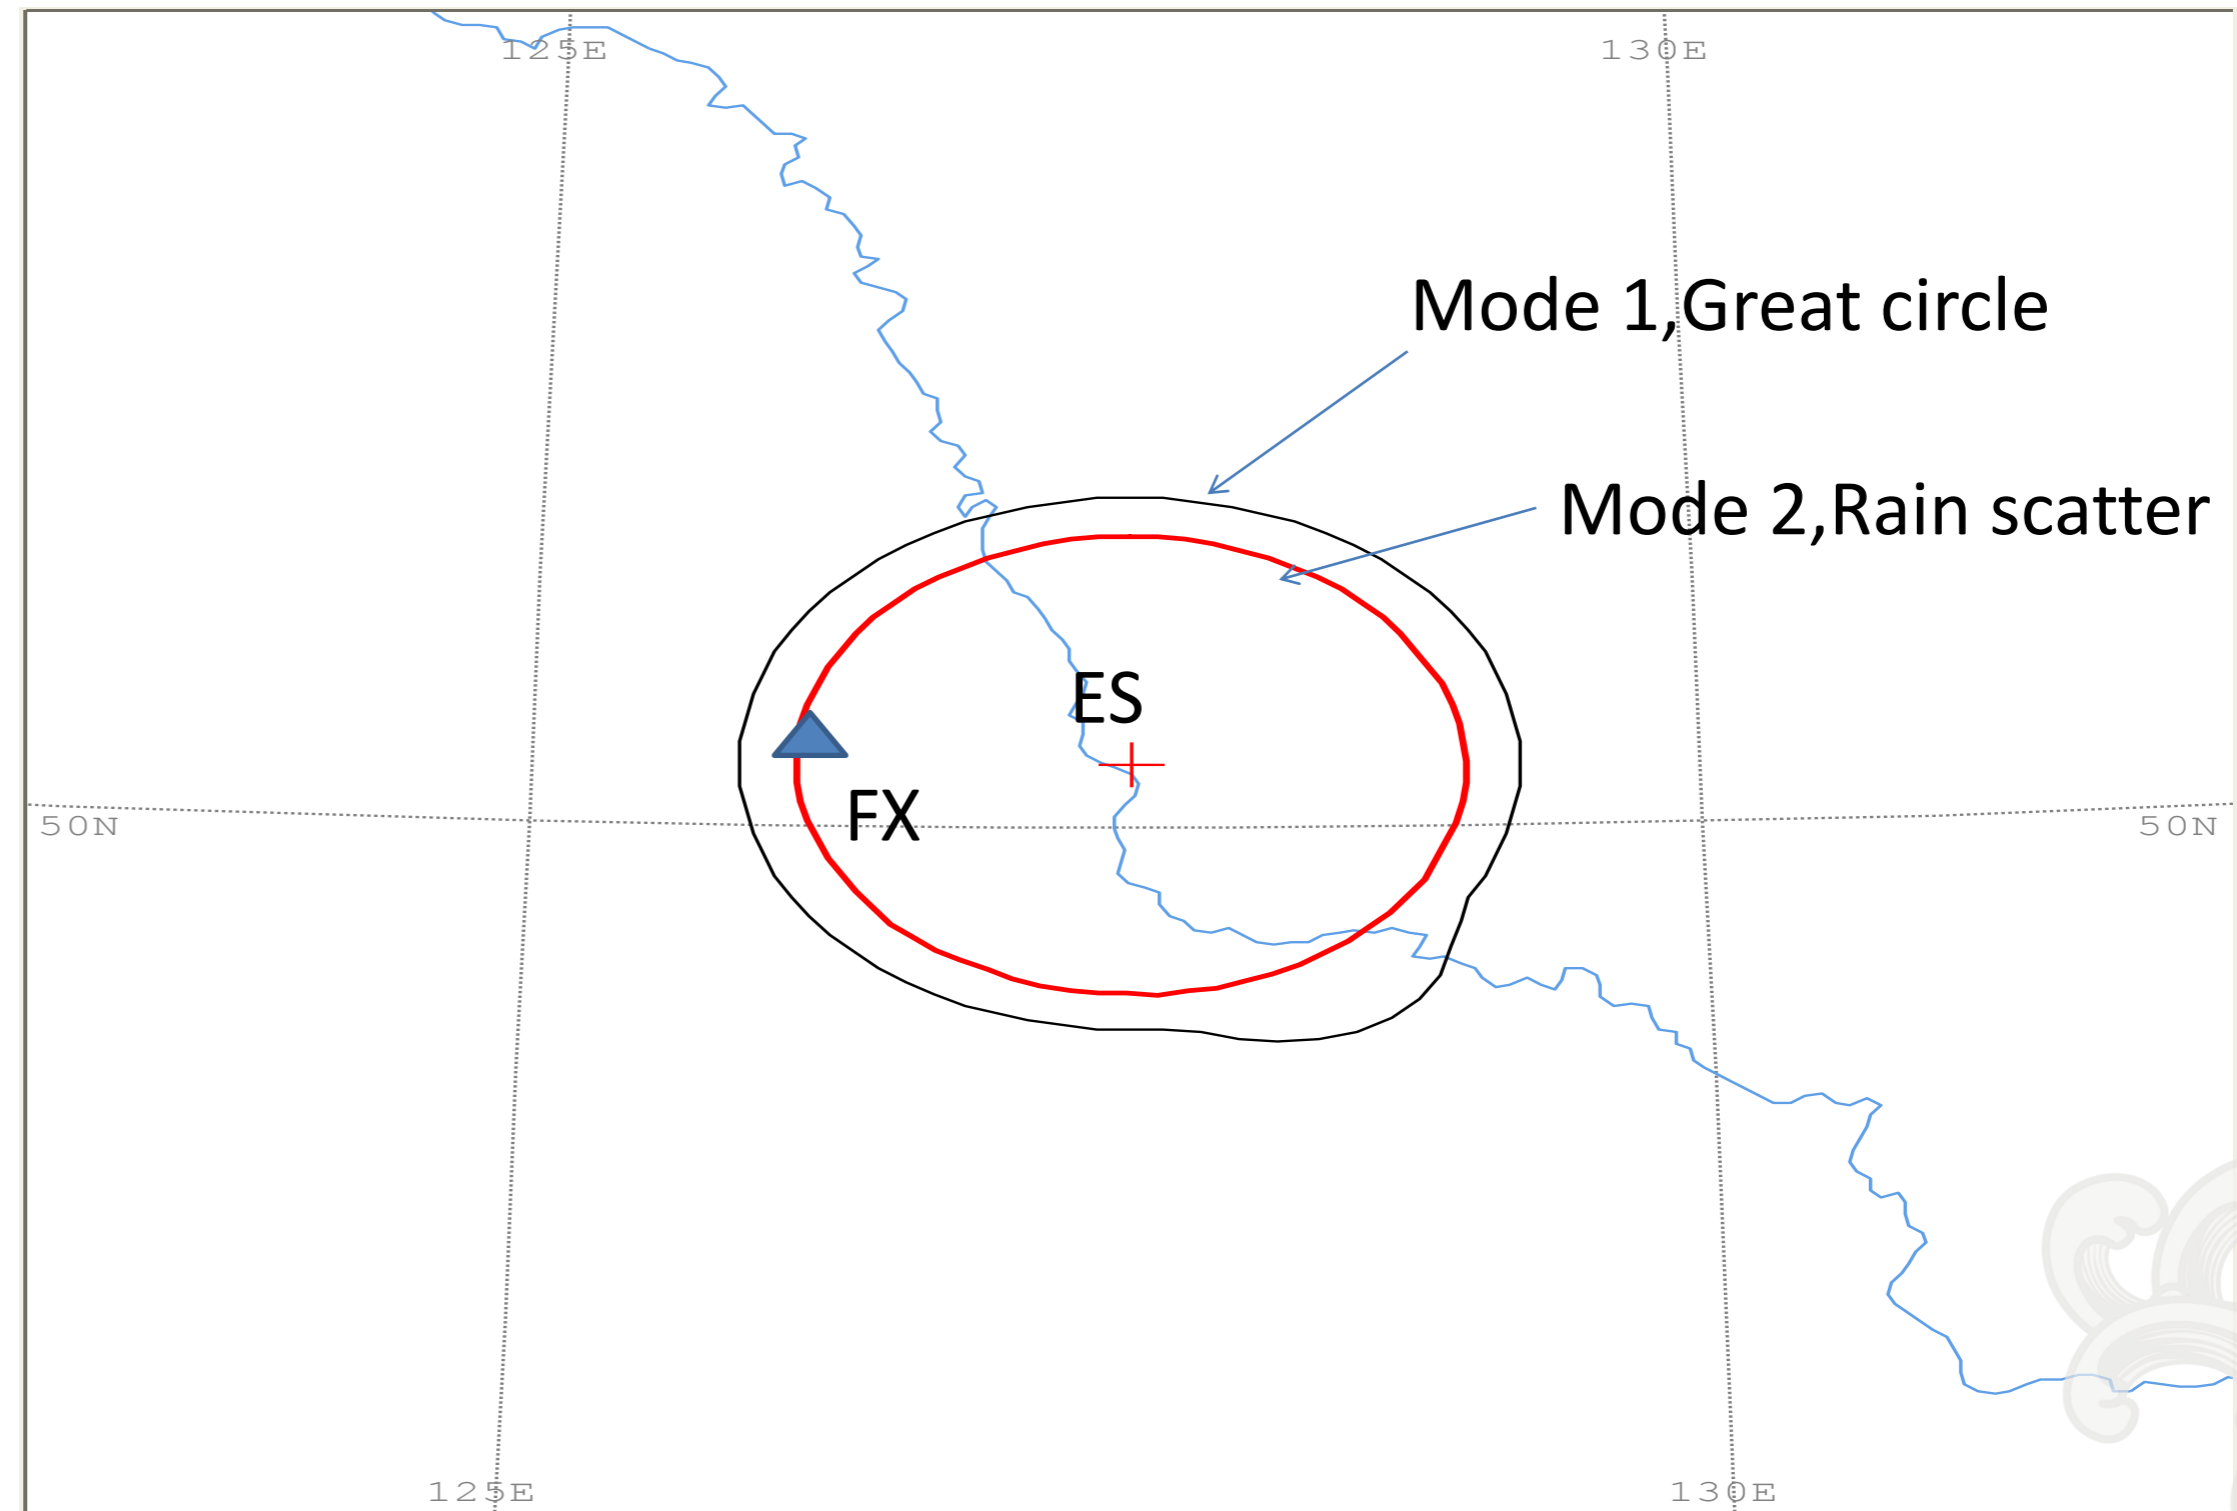 125E
130E
Mode 1,Great circle
Mode 2,Rain scatter
ES
FX
50N
50N
125E
130E